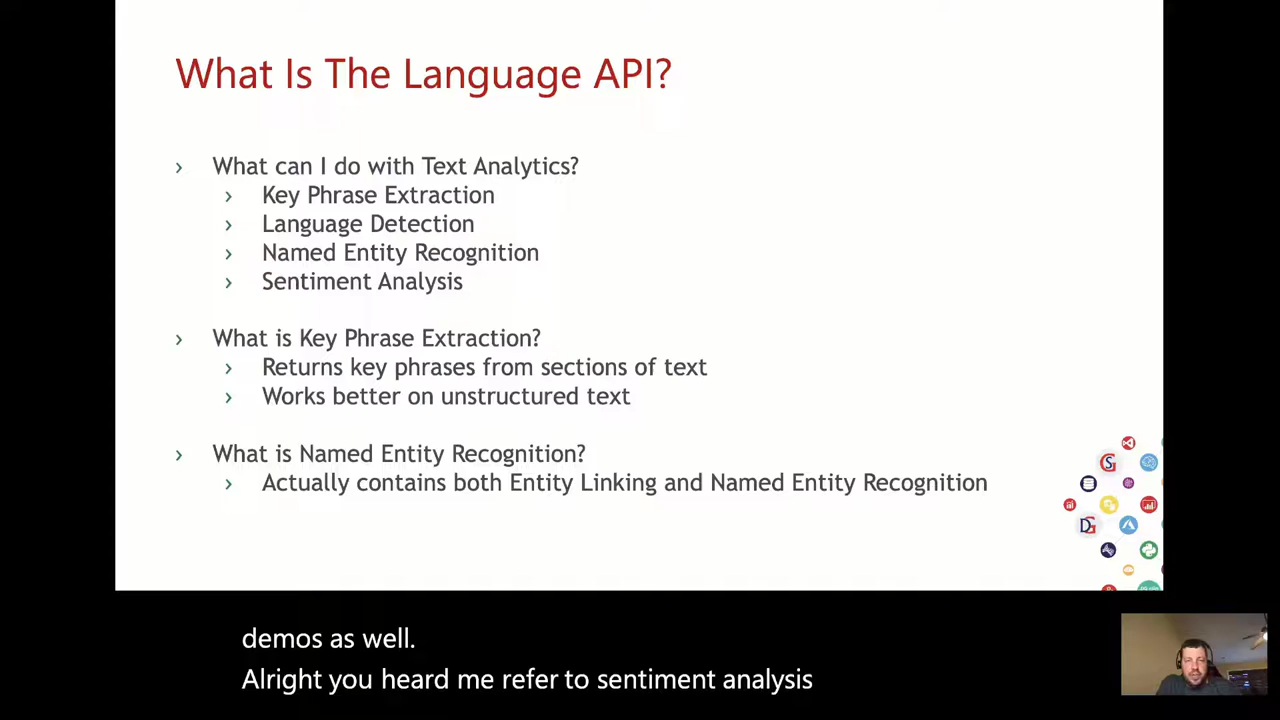 What Is The Language API?
› What can I do with Text Analytics?
› Key Phrase Extraction
› Language Detection
› Named Entity Recognition
› Sentiment Analysis
› What is Key Phrase Extraction?
› Returns key phrases from sections of text
› Works better on unstructured text
› What is Named Entity Recognition?
› Actually contains both Entity Linking and Named Entity Recognition
GS
DG
demos as well.
Alright you heard me refer to sentiment analysis